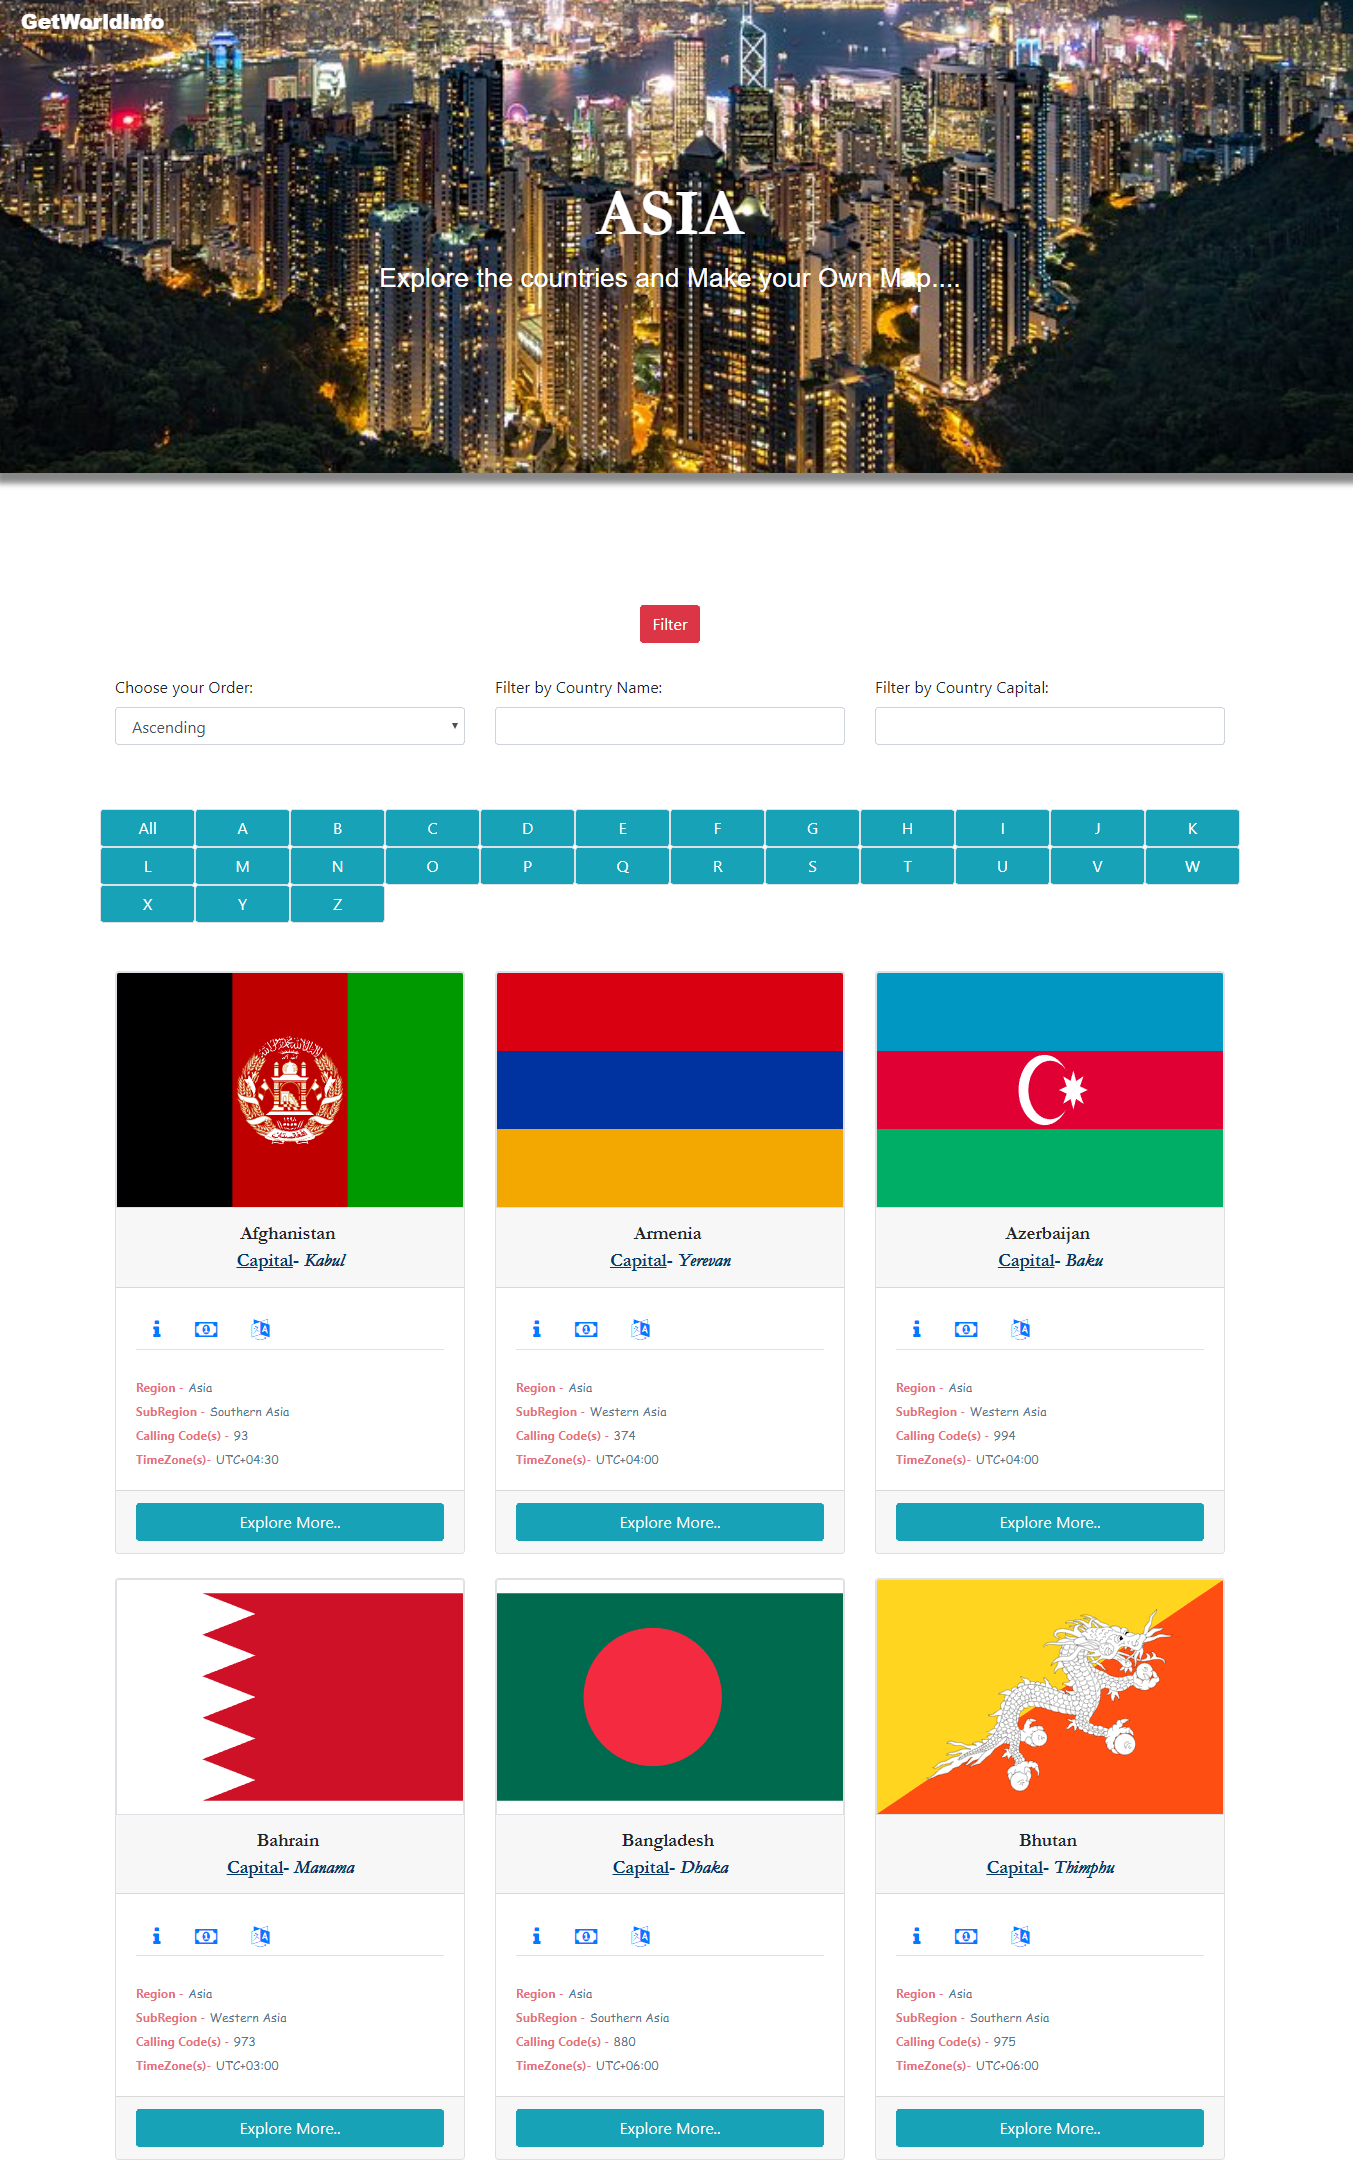 GetWorldInfo
ASIA
Explore the countries and Make your Own Map....
Filter
Choose your Order: Filter by Country Name: Filter by Country Capital:
Ascending
All A B C D E F G H I J K
L M N O P Q R S T U V W
X Y Z
Afghanistan
Capital- Kabul
Region - Asia
SubRegion - Southern Asia
Calling Code(s) - 93
TimeZone(s)- UTC+04:30
Explore More..
Armenia
Capital- Yerevan
Region - Asia
SubRegion - Western Asia
Calling Code(s) - 374
TimeZone(s)- UTC+04:00
Explore More..
Azerbaijan
Capital- Baku
Region - Asia
SubRegion - Western Asia
Calling Code(s) - 994
TimeZone(s)- UTC+04:00
Explore More..
Bahrain
Capital- Manama
Region - Asia
SubRegion - Western Asia
Calling Code(s) - 973
TimeZone(s)- UTC+03:00
Explore More..
Bangladesh
Capital- Dhaka
Region - Asia
SubRegion - Southern Asia
Calling Code(s) - 880
TimeZone(s)- UTC+06:00
Explore More..
Bhutan
Capital- Thimphu
Region - Asia
SubRegion - Southern Asia
Calling Code(s) - 975
TimeZone(s)- UTC+06:00
Explore More..